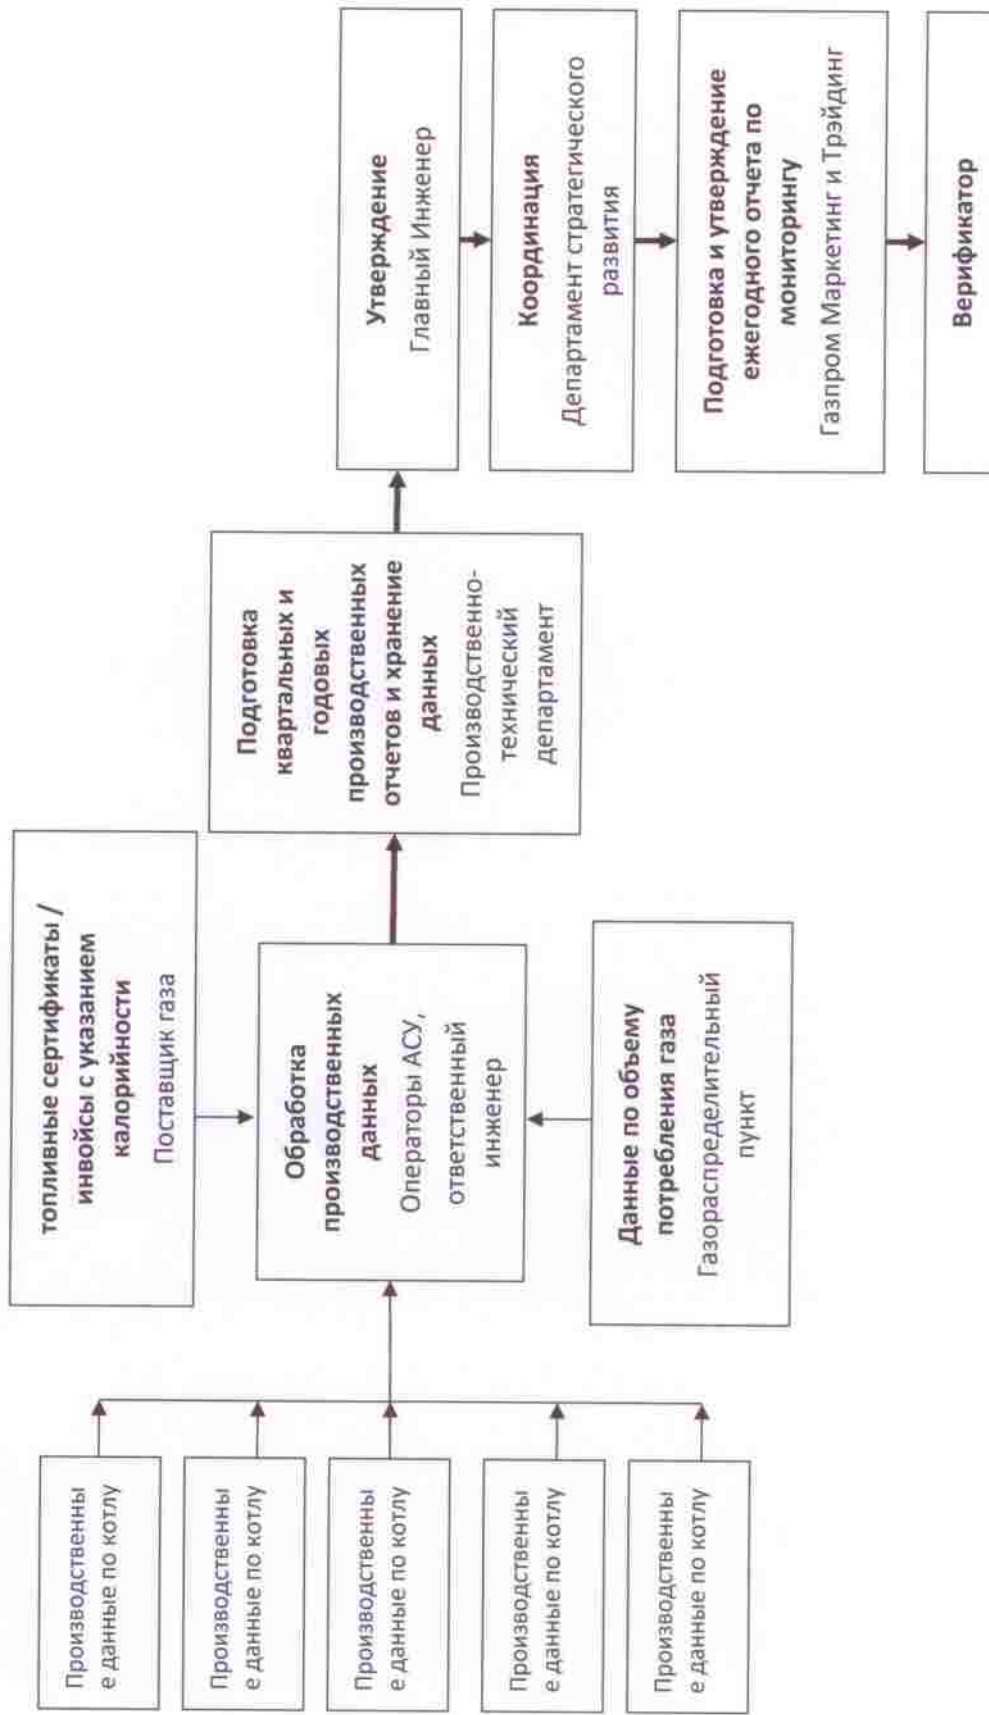 Производственны
е данные по котлу
Производственны
е данные по котлу
Производственны
е данные по котлу
Производственны
е данные по котлу
Производственны
е данные по котлу
топливные сертификаты /
инвойсы с указанием
калорийности
Поставщик газа
Обработка
производственных
данных
Операторы АСУ,
ответственный
инженер
Данные по объему
потребления газа
Газораспределительный
пункт
Подготовка
квартальных и
годовых
производственных
отчетов и хранение
данных
Производственно-
технический
департамент
Утверждение
Главный Инженер
Координация
Департамент стратегического
развития
Подготовка и утверждение
ежегодного отчета по
мониторингу
Газпром Маркетинг и Трэйдинг
Верификатор